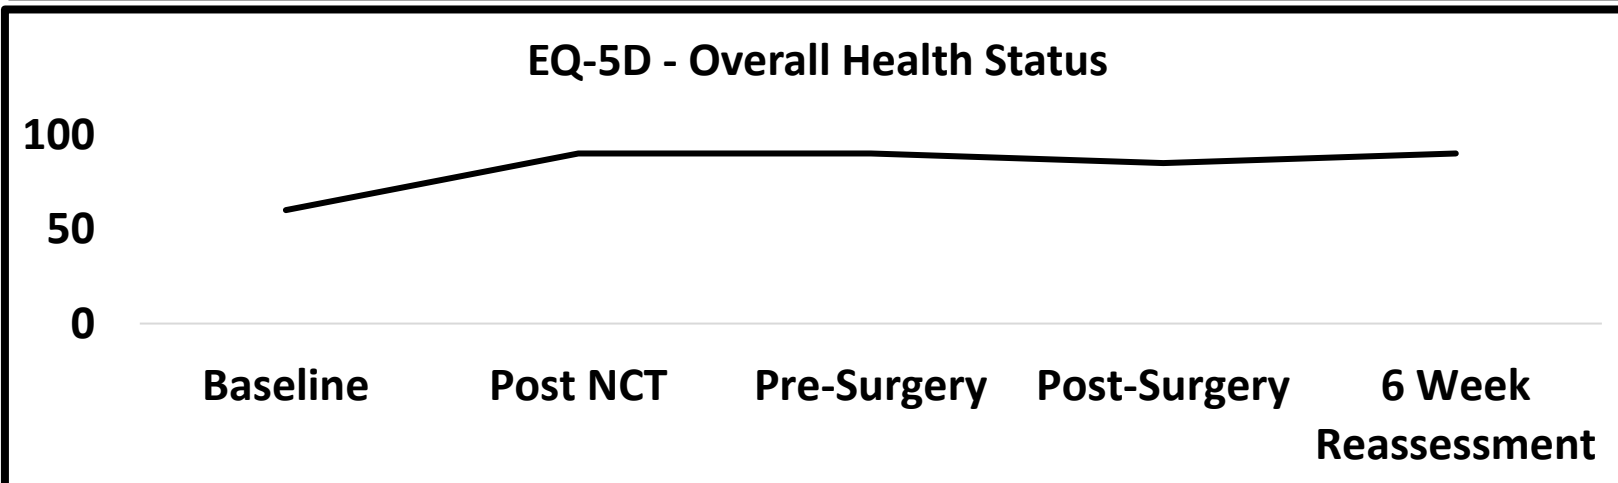 EQ-5D - Overall Health Status
100
50
0
Baseline Post NCT Pre-Surgery Post-Surgery 6 Week
Reassessment